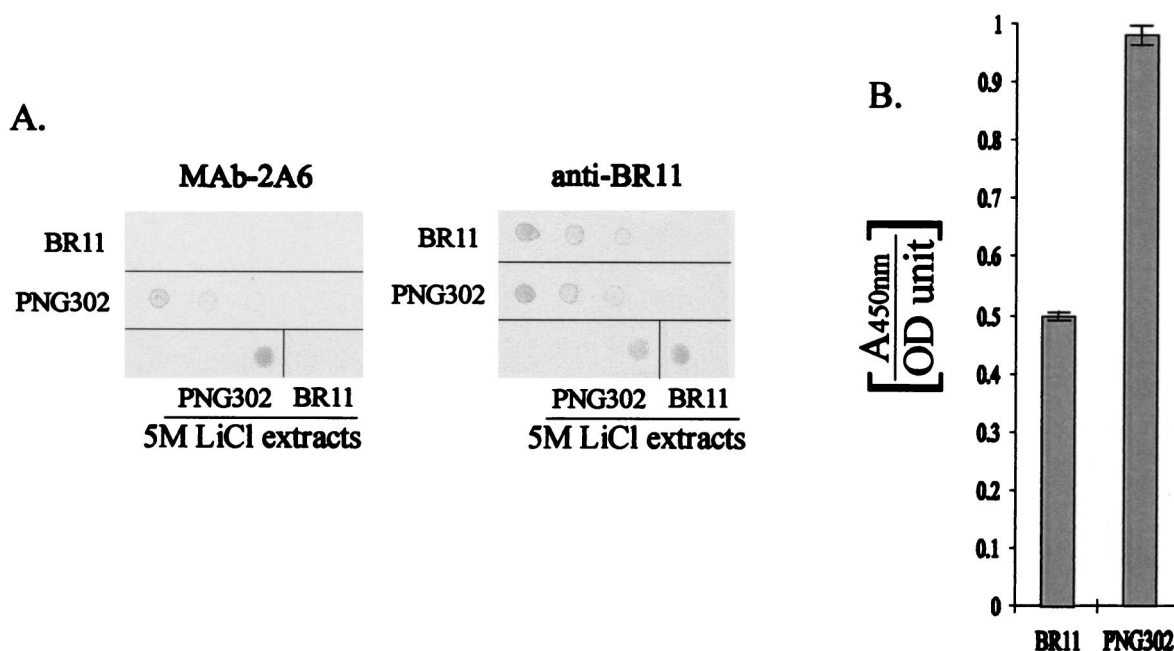 A.
MAb-2A6
anti-BR11
BR11
PNG302
BR11
PNG302
PNG302
BR11
5M LiCl extracts
PNG302
BR11
5M LiCl extracts
B.
[A450nm
OD unit]
1
0.9
0.8
0.7
0.6
0.5
0.4
0.3
0.2
0.1
0
BR11
PNG302